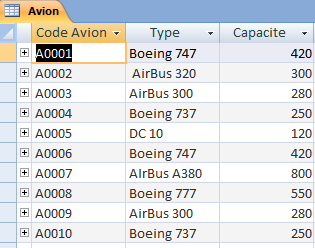 Avion
Code Avion Type Capacite
A0001 Boeing 747 420
A0002 AirBus 320 300
A0003 AirBus 300 280
A0004 Boeing 737 250
A0005 DC 10 120
A0006 Boeing 747 420
A0007 AIrBus A380 800
A0008 Boeing 777 550
A0009 AirBus 300 280
A0010 Boeing 737 250